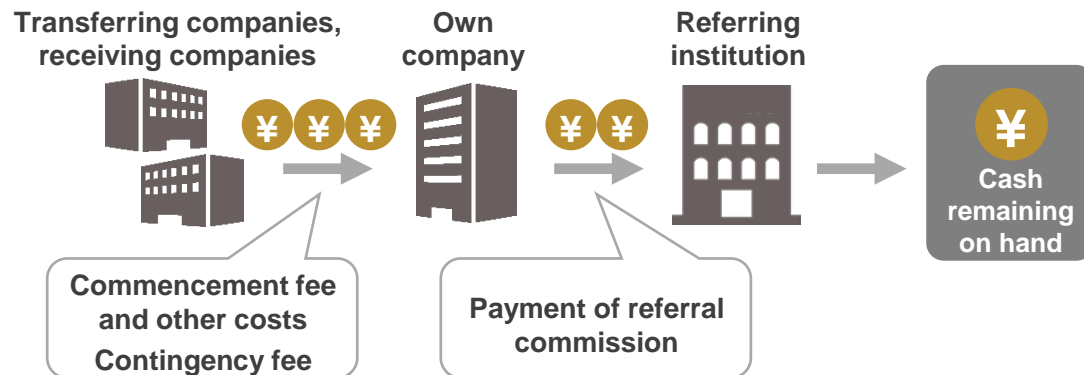 Transferring companies,
receiving companies
Own
company
Referring
institution
¥ ¥ ¥
¥ ¥
¥
Cash
remaining
on hand
Commencement fee
and other costs
Contingency fee
Payment of referral
commission